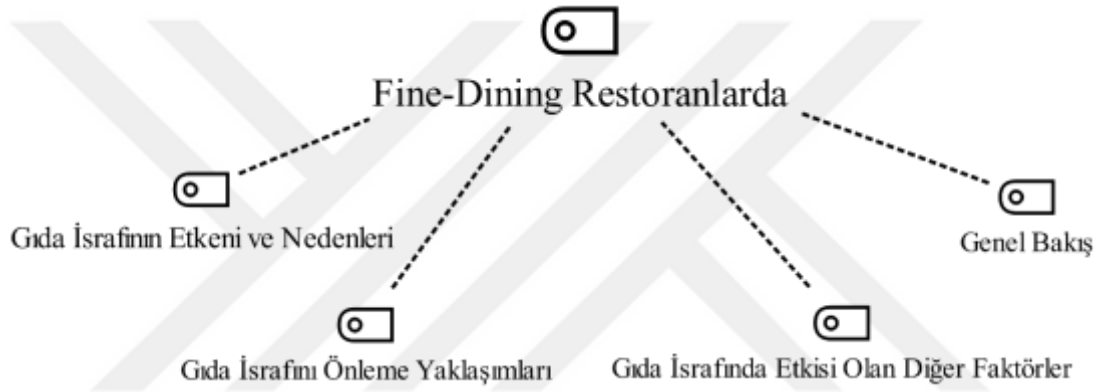 Fine-Dining Restoranlarda
Gıda İsrafının Etkeni ve Nedenleri
Genel Bakış
Gıda İsrafını Önleme Yaklaşımları
Gıda İsrafında Etkisi Olan Diğer Faktörler